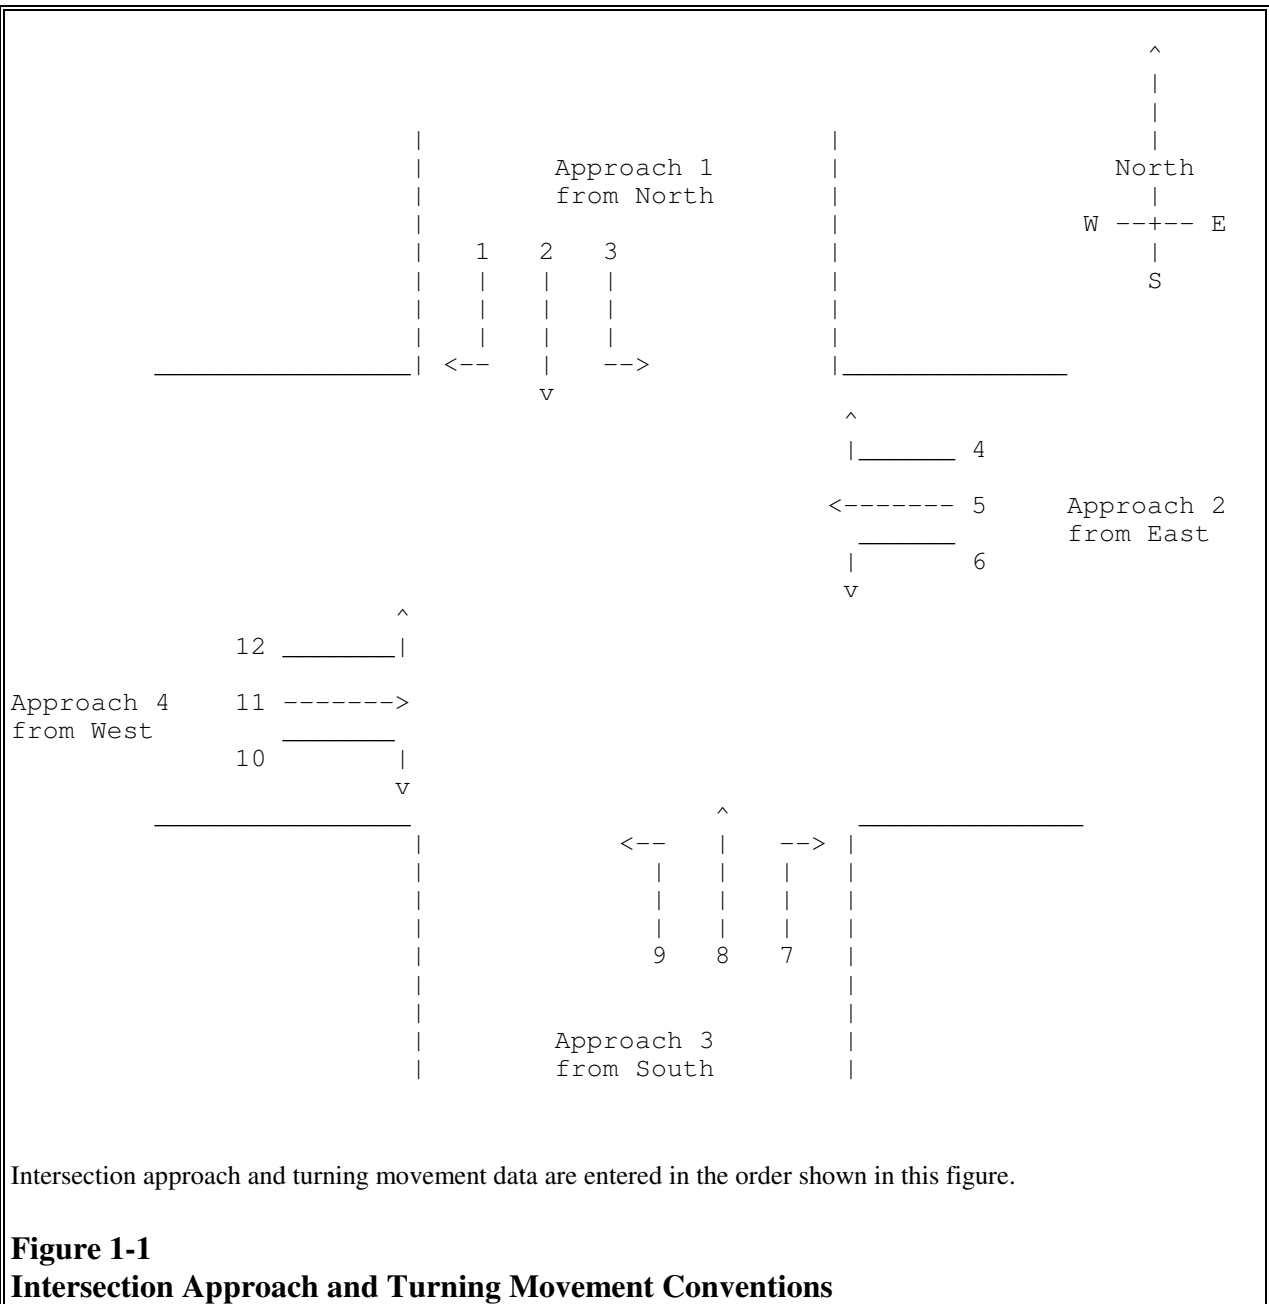 North
W --+-- E
S
Approach 1
from North
1 2 3
4
5
6
Approach 2
from East
12
11
10
Approach 4
from West
9 8 7
Approach 3
from South
Intersection approach and turning movement data are entered in the order shown in this figure.
Figure 1-1
Intersection Approach and Turning Movement Conventions